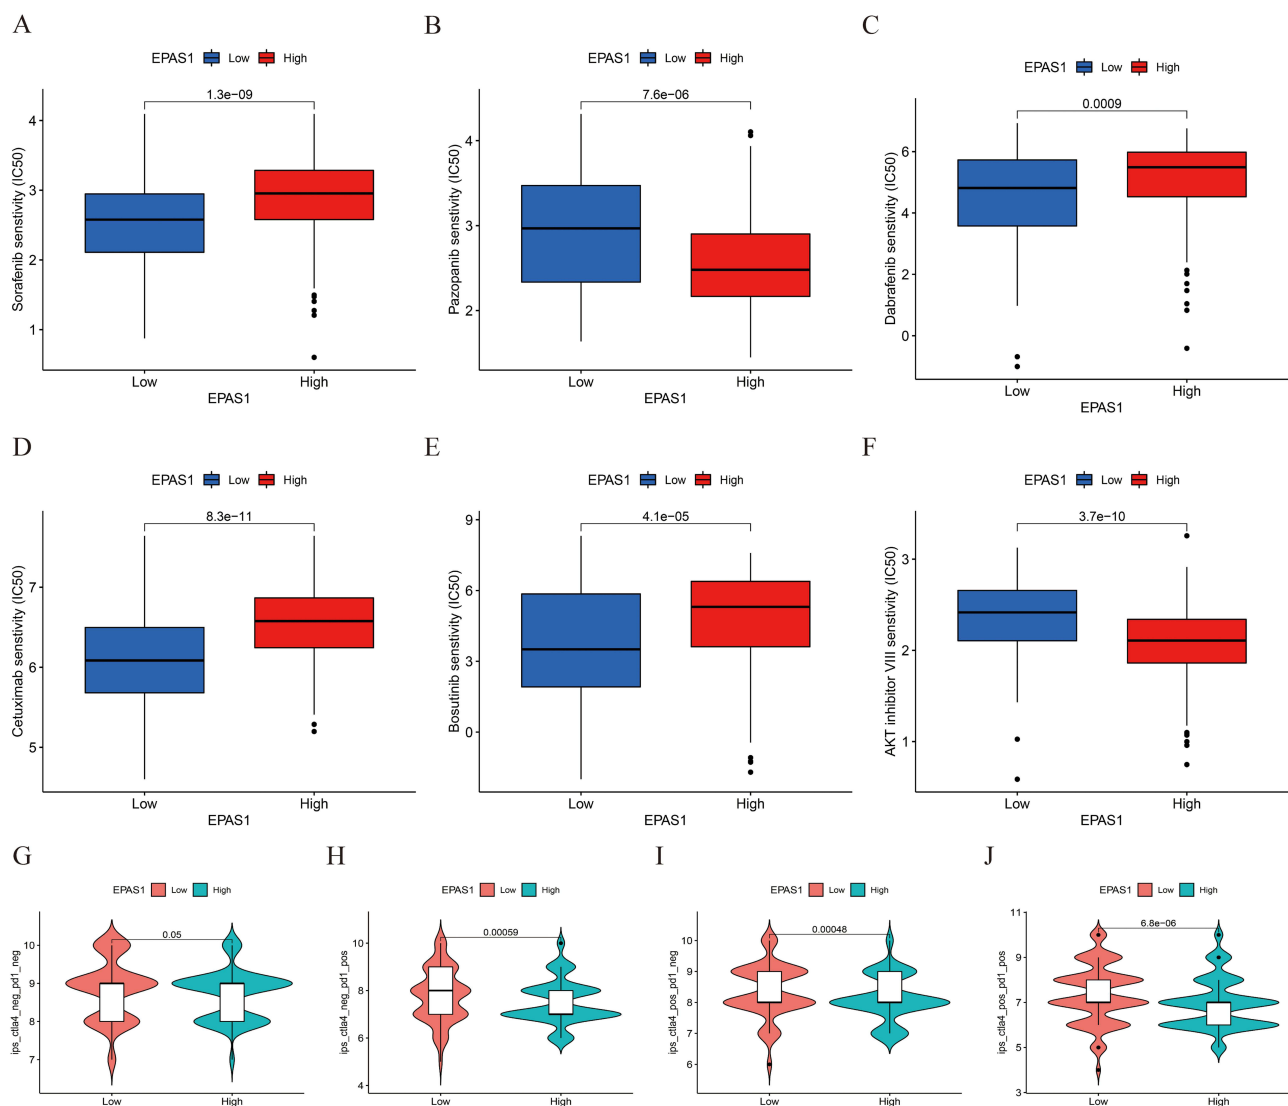 A
EPAS1 Low High
1.3e−09
Sorafenib senstivity (IC50)
4
3
2
1
Low High
EPAS1
B
EPAS1 Low High
7.6e−06
Pazopanib senstivity (IC50)
4
3
2
Low High
EPAS1
C
EPAS1 Low High
0.0009
Dabrafenib senstivity (IC50)
6
4
2
0
Low High
EPAS1
D
EPAS1 Low High
8.3e−11
Cetuximab senstivity (IC50)
7
6
5
Low High
EPAS1
E
EPAS1 Low High
4.1e−05
Bosutinib senstivity (IC50)
9
6
3
0
Low High
EPAS1
F
EPAS1 Low High
3.7e−10
AKT inhibitor VIII senstivity (IC50)
3
2
1
Low High
EPAS1
G
EPAS1 Low High
0.05
ips_ctla4_neg_pd1_neg
10
9
8
7
Low High
H
EPAS1 Low High
0.00059
ips_ctla4_neg_pd1_pos
10
8
6
4
Low High
I
EPAS1 Low High
0.00048
ips_ctla4_pos_pd1_neg
10
9
8
7
6
Low High
J
EPAS1 Low High
6.8e−06
ips_ctla4_pos_pd1_pos
11
9
7
5
3
Low High